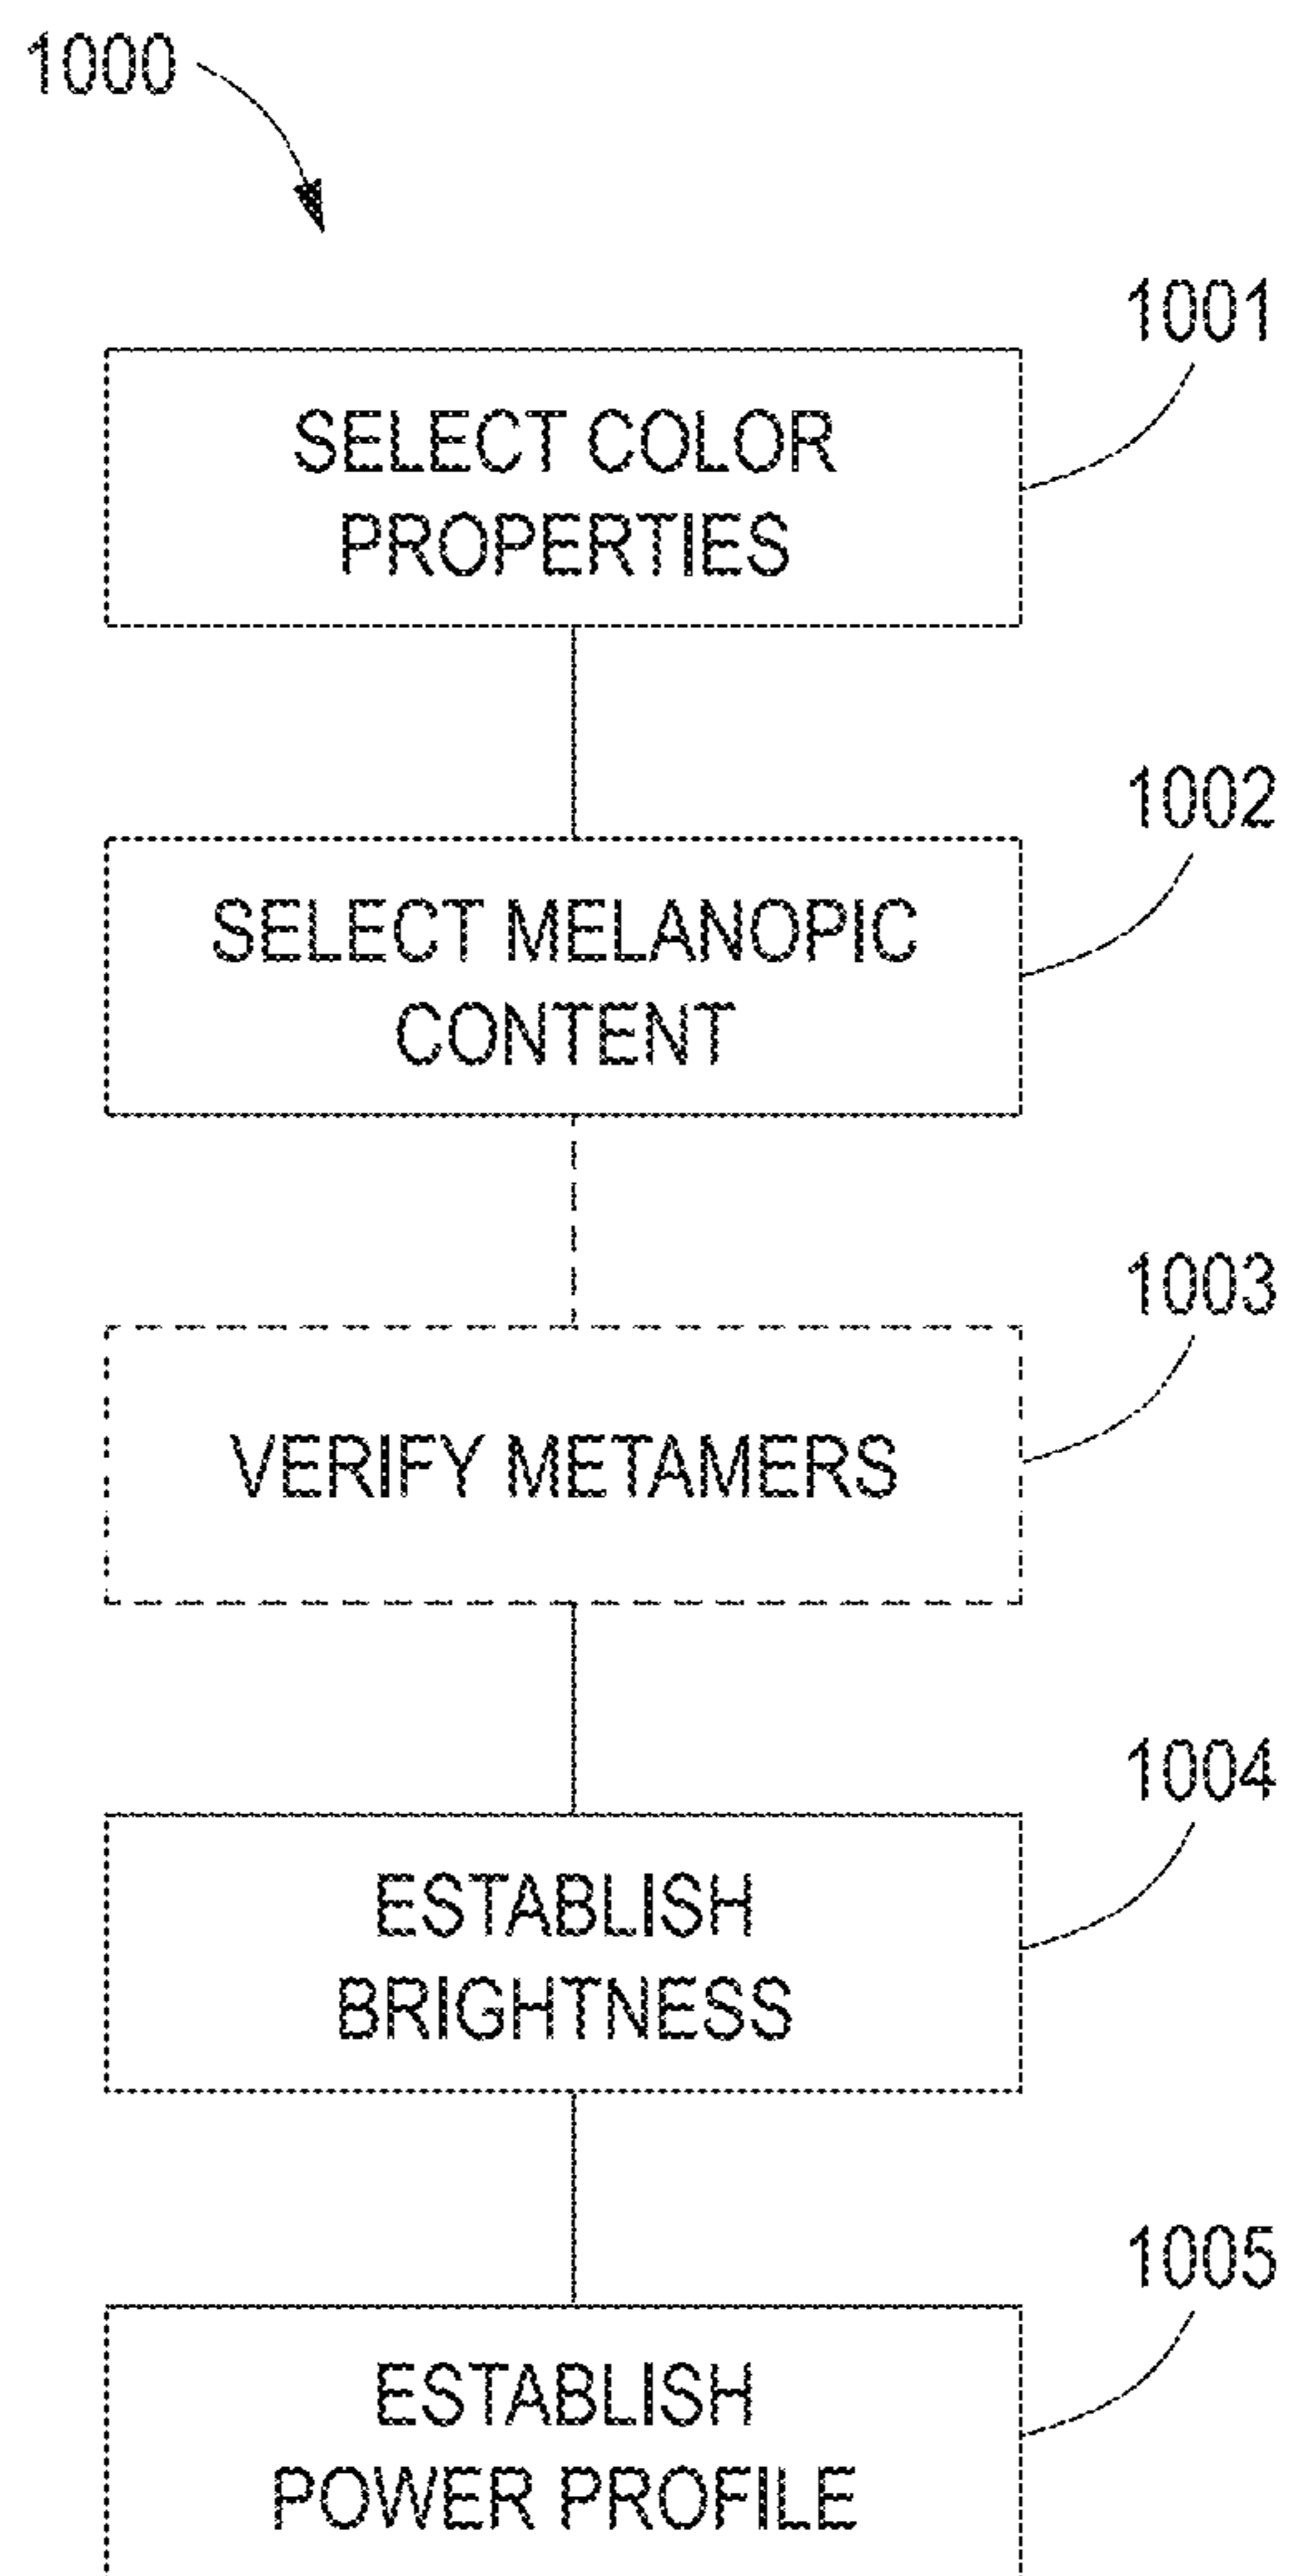 1000
1001
SELECT COLOR
PROPERTIES
1002
SELECT MELANOPIC
CONTENT
1003
VERIFY METAMERS
1004
ESTABLISH
BRIGHTNESS
1005
ESTABLISH
POWER PROFILE